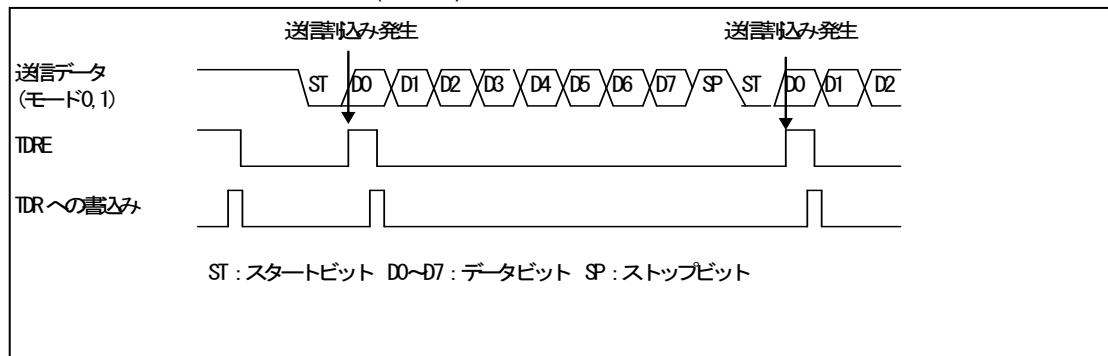 送信割込み発生 送信割込み発生
送信データ
(モード0, 1)
ST D0 D1 D2 D3 D4 D5 D6 D7 SP ST D0 D1 D2
TDRE
TDR への書込み
ST : スタートビット D0~D7 : データビット SP : ストップビット